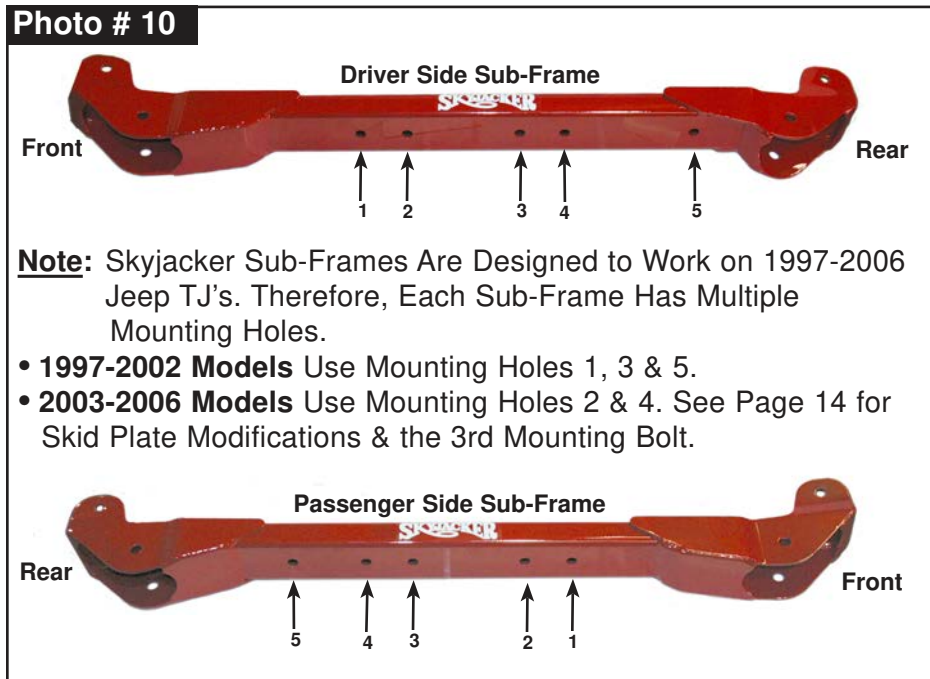 Photo # 10
Driver Side Sub-Frame
SKYJACKER
Front
Rear
1 2 3 4 5
Note: Skyjacker Sub-Frames Are Designed to Work on 1997-2006
Jeep TJ's. Therefore, Each Sub-Frame Has Multiple
Mounting Holes.
• 1997-2002 Models Use Mounting Holes 1, 3 & 5.
• 2003-2006 Models Use Mounting Holes 2 & 4. See Page 14 for
Skid Plate Modifications & the 3rd Mounting Bolt.
Passenger Side Sub-Frame
SKYJACKER
Rear
Front
5 4 3 2 1